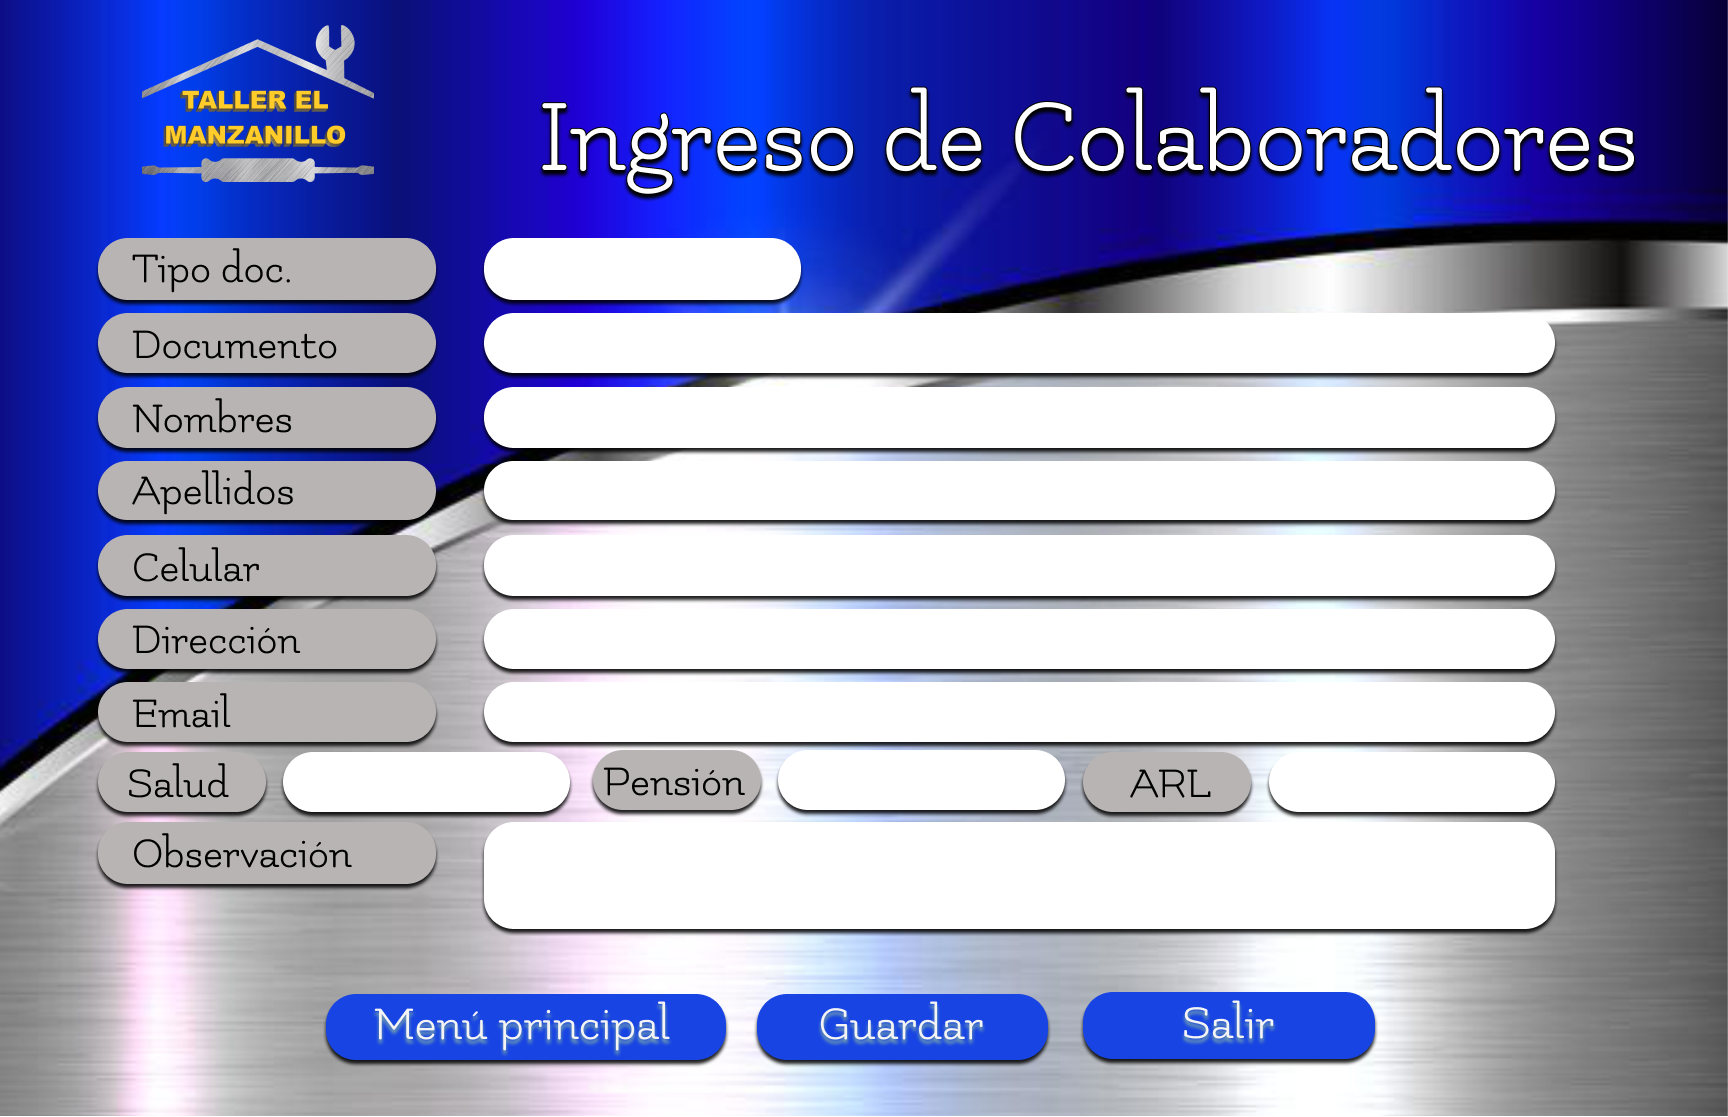 TALLER EL
MANZANILLO
Ingreso de Colaboradores
Tipo doc.
Documento
Nombres
Apellidos
Celular
Dirección
Email
Salud
Pensión
ARL
Observación
Menú principal
Guardar
Salir